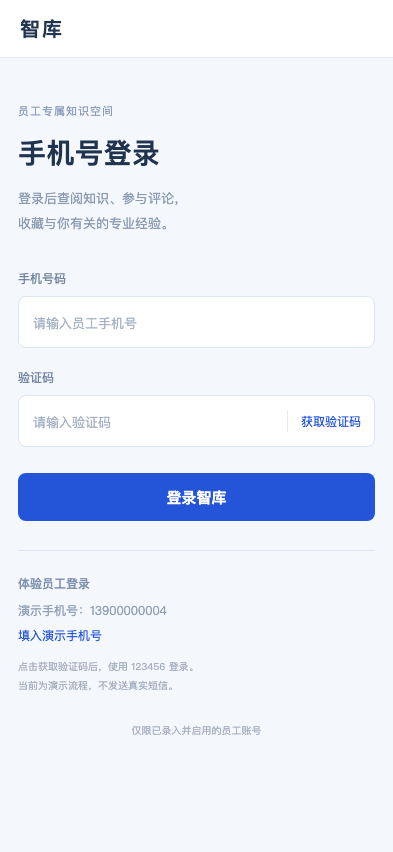 智库
员工专属知识空间
手机号登录
登录后查阅知识、参与评论，
收藏与你有关的专业经验。
手机号码
请输入员工手机号
验证码
请输入验证码
获取验证码
登录智库
体验员工登录
演示手机号：13900000004
填入演示手机号
点击获取验证码后，使用 123456 登录。
当前为演示流程，不发送真实短信。
仅限已录入并启用的员工账号